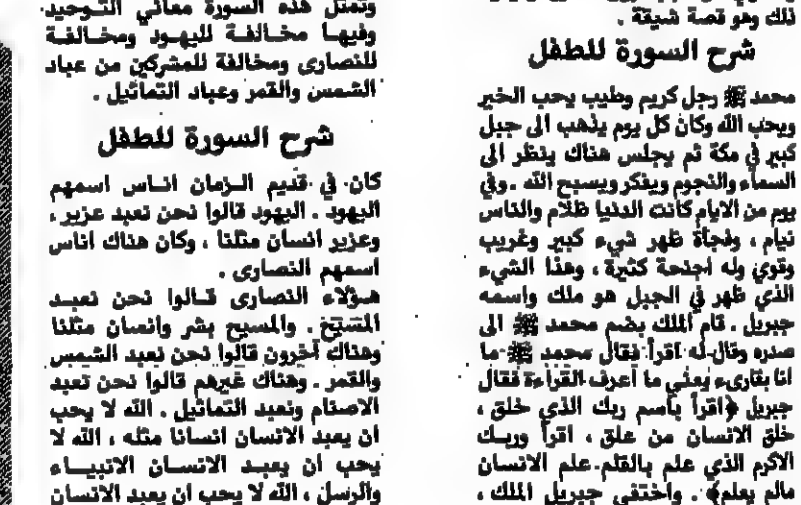 ذلك وهو قصة شيقة .
شرح السورة للطفل
محمد ﷺ رجل كريم وطيب يحب الخير
ويحب الله وكان كل يوم يذهب الى جبل
كبير في مكة ثم يجلس هناك ينظر الى
السماء والنجوم ويفكر ويسبح الله . وفي
يوم من الايام كانت الدنيا ظلام والناس
نيام ، وفجأة ظهر شيء كبير وغريب
وقوي وله اجنحة كثيرة ، وهذا الشيء
الذي ظهر في الجبل هو ملك واسمه
جبريل . قام الملك بضم محمد ﷺ الى
صدره وقال له اقرأ فقال محمد ﷺ ما
انا بقارىء يعني ما أعرف القراءة فقال
جبريل ﴿اقرأ باسم ربك الذي خلق ،
خلق الانسان من علق ، اقرأ وربك
الاكرم الذي علم بالقلم. علم الانسان
مالم يعلم﴾ . واختفى جبريل الملك ،
وتمثل هذه السورة معاني التوحيد
وفيها مخالفة لليهود ومخالفة
للنصارى ومخالفة للمشركين من عباد
الشمس والقمر وعباد التماثيل .
شرح السورة للطفل
كان في قديم الزمان اناس اسمهم
اليهود . اليهود قالوا نحن نعبد عزير ،
وعزير انسان مثلنا ، وكان هناك اناس
اسمهم النصارى .
هؤلاء النصارى قالوا نحن نعبد
المسيح . والمسيح بشر وانسان مثلنا
وهناك آخرون قالوا نحن نعبد الشمس
والقمر . وهناك غيرهم قالوا نحن نعبد
الاصنام ونعبد التماثيل . الله لا يحب
ان يعبد الانسان انسانا مثله ، الله لا
يحب ان يعبد الانسان الانبياء
والرسل ، الله لا يحب ان يعبد الانسان